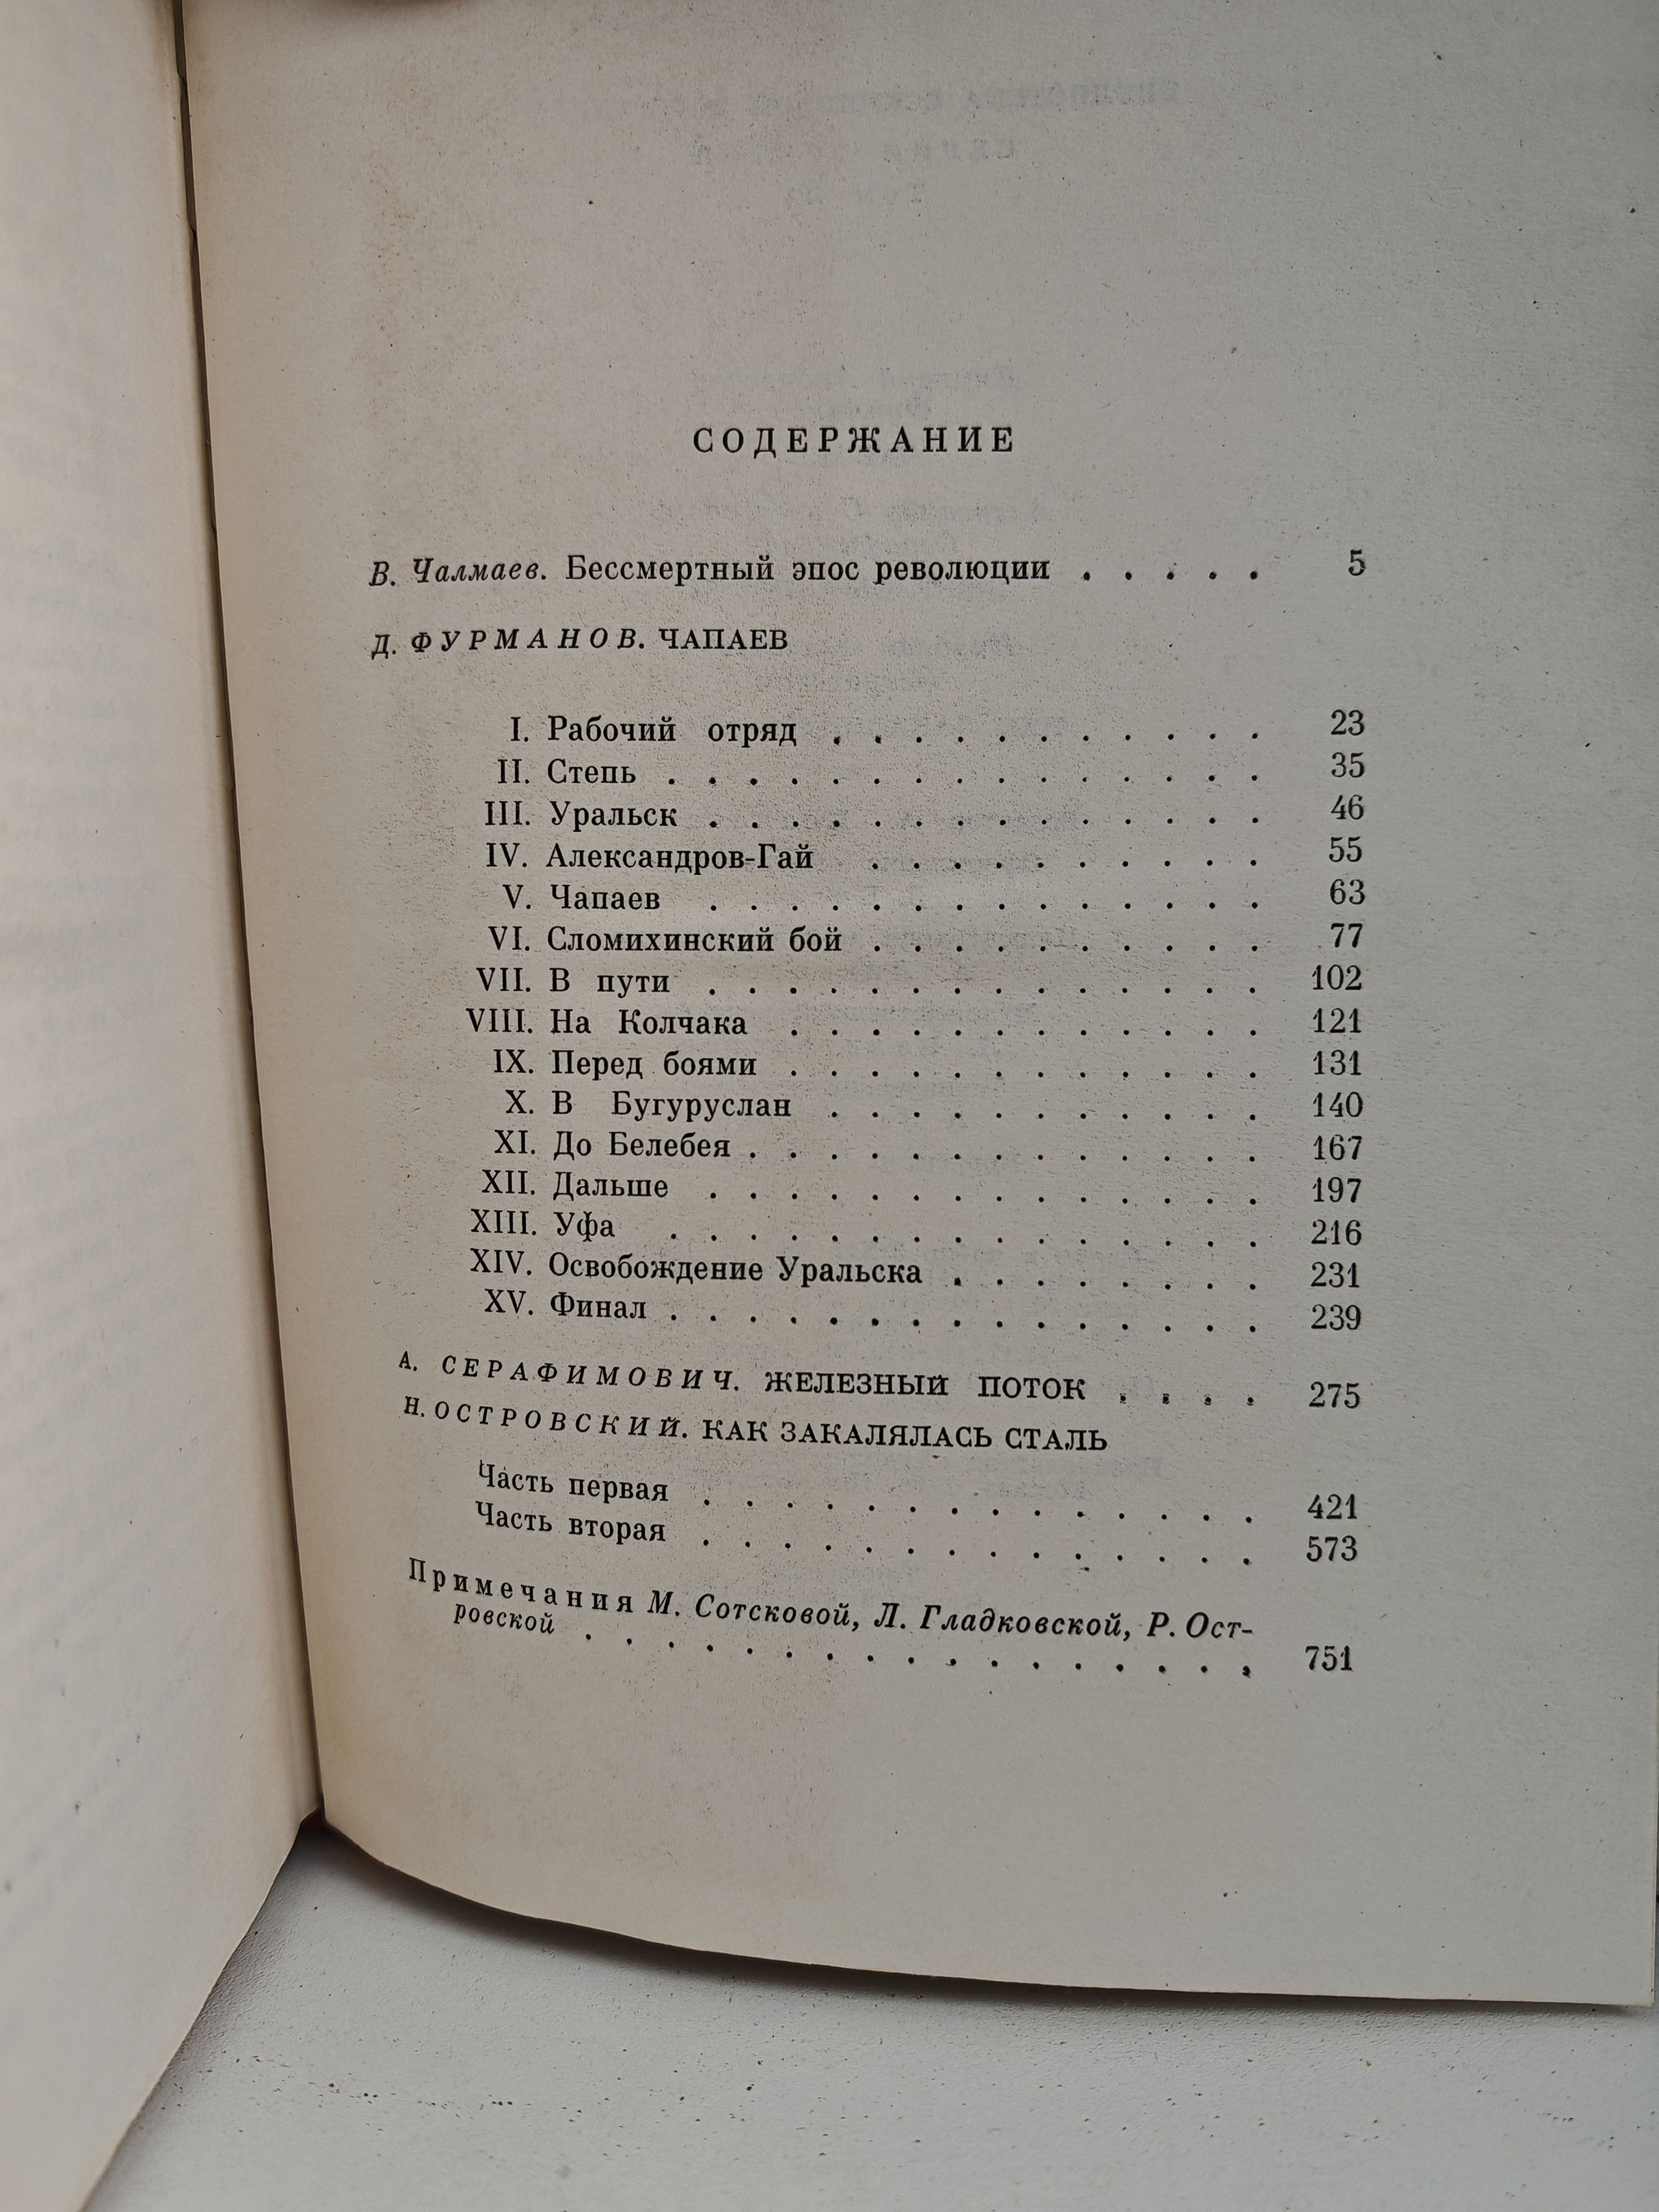 СОДЕРЖАНИЕ
В. Чалмаев. Бессмертный эпос революции . . . . . 5
Д. ФУРМАНОВ. ЧАПАЕВ
I. Рабочий отряд . . . . . . . . . . . 23
II. Степь . . . . . . . . . . . . . . . 35
III. Уральск . . . . . . . . . . . . . . 46
IV. Александров-Гай . . . . . . . . . . 55
V. Чапаев . . . . . . . . . . . . . . 63
VI. Сломихинский бой . . . . . . . . . . 77
VII. В пути . . . . . . . . . . . . . . 102
VIII. На Колчака . . . . . . . . . . . . 121
IX. Перед боями . . . . . . . . . . . . 131
X. В Бугуруслан . . . . . . . . . . . 140
XI. До Белебея . . . . . . . . . . . . . 167
XII. Дальше . . . . . . . . . . . . . . 197
XIII. Уфа . . . . . . . . . . . . . . . 216
XIV. Освобождение Уральска . . . . . . . . 231
XV. Финал . . . . . . . . . . . . . . . 239
А. СЕРАФИМОВИЧ. ЖЕЛЕЗНЫЙ ПОТОК . . . . 275
Н. ОСТРОВСКИЙ. КАК ЗАКАЛЯЛАСЬ СТАЛЬ
Часть первая . . . . . . . . . . . . . . 421
Часть вторая . . . . . . . . . . . . . . 573
Примечания М. Сотсковой, Л. Гладковской, Р. Ост-
ровской . . . . . . . . . . . . . . . . . 751